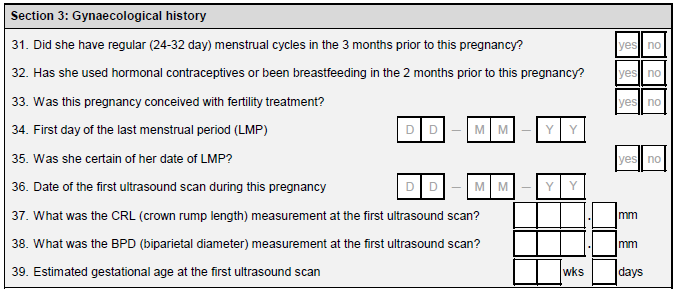 Section 3: Gynaecological history
31. Did she have regular (24-32 day) menstrual cycles in the 3 months prior to this pregnancy? yes no
32. Has she used hormonal contraceptives or been breastfeeding in the 2 months prior to this pregnancy? yes no
33. Was this pregnancy conceived with fertility treatment? yes no
34. First day of the last menstrual period (LMP) D D – M M – Y Y
35. Was she certain of her date of LMP? yes no
36. Date of the first ultrasound scan during this pregnancy D D – M M – Y Y
37. What was the CRL (crown rump length) measurement at the first ultrasound scan? . mm
38. What was the BPD (biparietal diameter) measurement at the first ultrasound scan? . mm
39. Estimated gestational age at the first ultrasound scan wks days